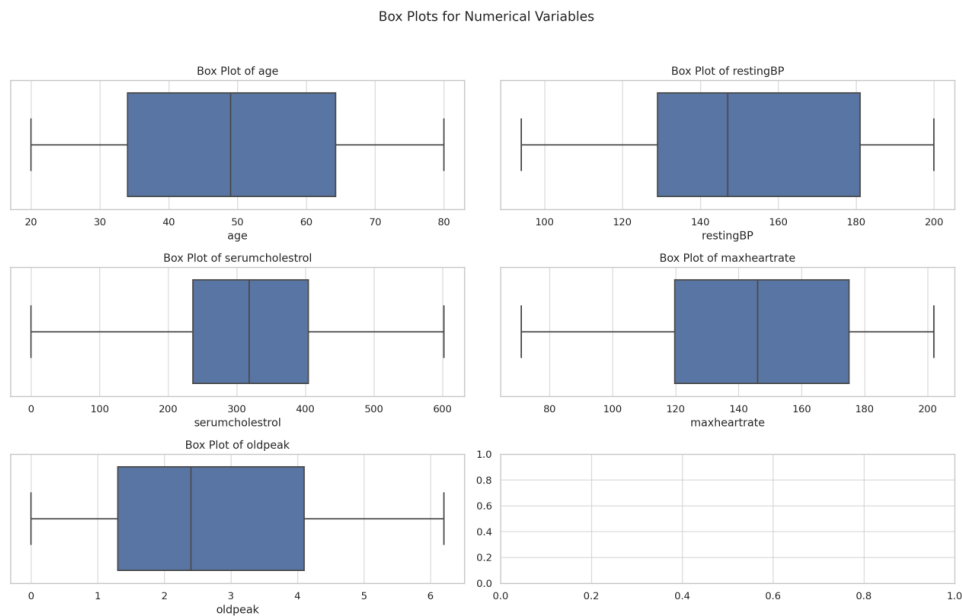 Box Plots for Numerical Variables
Box Plot of age
20 30 40 50 60 70 80
age
Box Plot of restingBP
100 120 140 160 180 200
restingBP
Box Plot of serumcholestrol
0 100 200 300 400 500 600
serumcholestrol
Box Plot of maxheartrate
80 100 120 140 160 180 200
maxheartrate
Box Plot of oldpeak
0 1 2 3 4 5 6
oldpeak
1.0
0.8
0.6
0.4
0.2
0.0
0.0 0.2 0.4 0.6 0.8 1.0